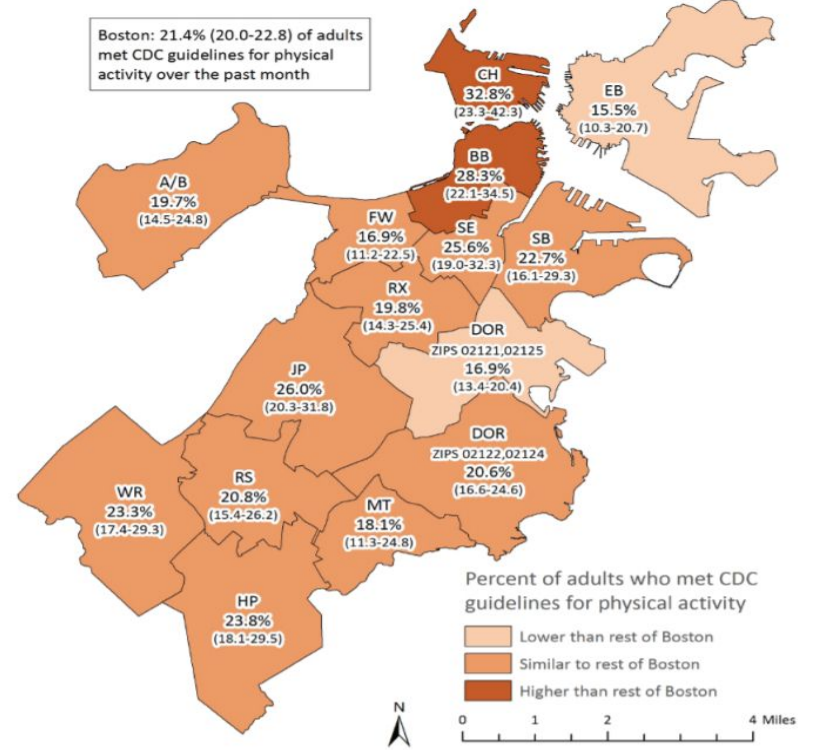 Boston: 21.4% (20.0-22.8) of adults
met CDC guidelines for physical
activity over the past month
CH
32.8%
(23.3-42.3)
EB
15.5%
(10.3-20.7)
BB
28.3%
(22.1-34.5)
A/B
19.7%
(14.5-24.8)
FW
16.9%
(11.2-22.5)
SE
25.6%
(19.0-32.3)
SB
22.7%
(16.1-29.3)
RX
19.8%
(14.3-25.4)
DOR
ZIPS 02121,02125
16.9%
(13.4-20.4)
JP
26.0%
(20.3-31.8)
DOR
ZIPS 02122,02124
20.6%
(16.6-24.6)
WR
23.3%
(17.4-29.3)
RS
20.8%
(15.4-26.2)
MT
18.1%
(11.3-24.8)
HP
23.8%
(18.1-29.5)
Percent of adults who met CDC
guidelines for physical activity
Lower than rest of Boston
Similar to rest of Boston
Higher than rest of Boston
N
0 1 2 4 Miles